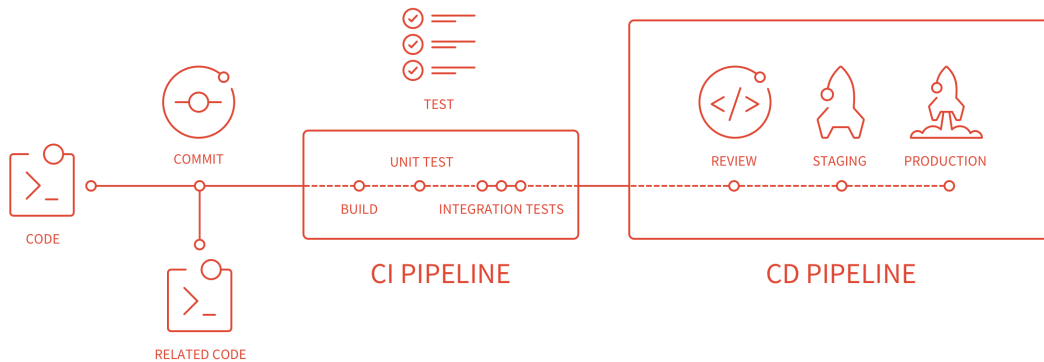 TEST
COMMIT
UNIT TEST
REVIEW
STAGING
PRODUCTION
BUILD
INTEGRATION TESTS
CODE
CI PIPELINE
CD PIPELINE
RELATED CODE